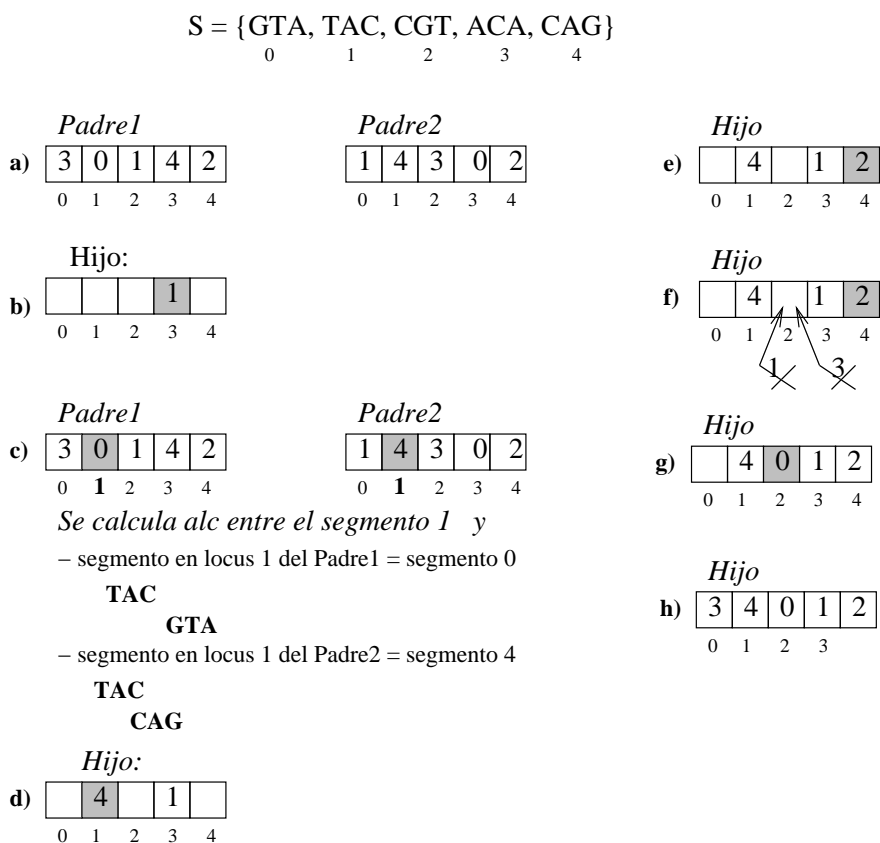 S = {GTA, TAC, CGT, ACA, CAG}
0 1 2 3 4
Padre1 Padre2
a) 3 0 1 4 2 1 4 3 0 2
0 1 2 3 4 0 1 2 3 4
Hijo:
b) 1
0 1 2 3 4
Padre1 Padre2
c) 3 0 1 4 2 1 4 3 0 2
0 1 2 3 4 0 1 2 3 4
Se calcula alc entre el segmento 1 y
– segmento en locus 1 del Padre1 = segmento 0
TAC
GTA
– segmento en locus 1 del Padre2 = segmento 4
TAC
CAG
Hijo:
d) 4 1
0 1 2 3 4
Hijo
e) 4 1 2
0 1 2 3 4
Hijo
f) 4 1 2
0 1 2 3 4
1 3
Hijo
g) 4 0 1 2
0 1 2 3 4
Hijo
h) 3 4 0 1 2
0 1 2 3